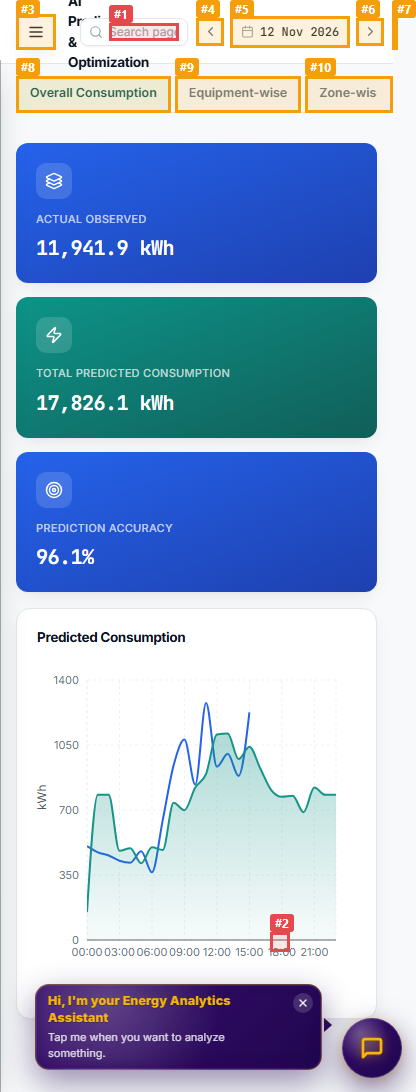 #3
#1
#4
#5
#6
#7
AI
&
Optimization
Search page
12 Nov 2026
#8
#9
#10
Overall Consumption
Equipment-wise
Zone-wis
ACTUAL OBSERVED
11,941.9 kWh
TOTAL PREDICTED CONSUMPTION
17,826.1 kWh
PREDICTION ACCURACY
96.1%
Predicted Consumption
1400
1050
kWh
700
350
#2
0
00:00 03:00 06:00 09:00 12:00 15:00 18:00 21:00
Hi, I'm your Energy Analytics
Assistant
Tap me when you want to analyze
something.